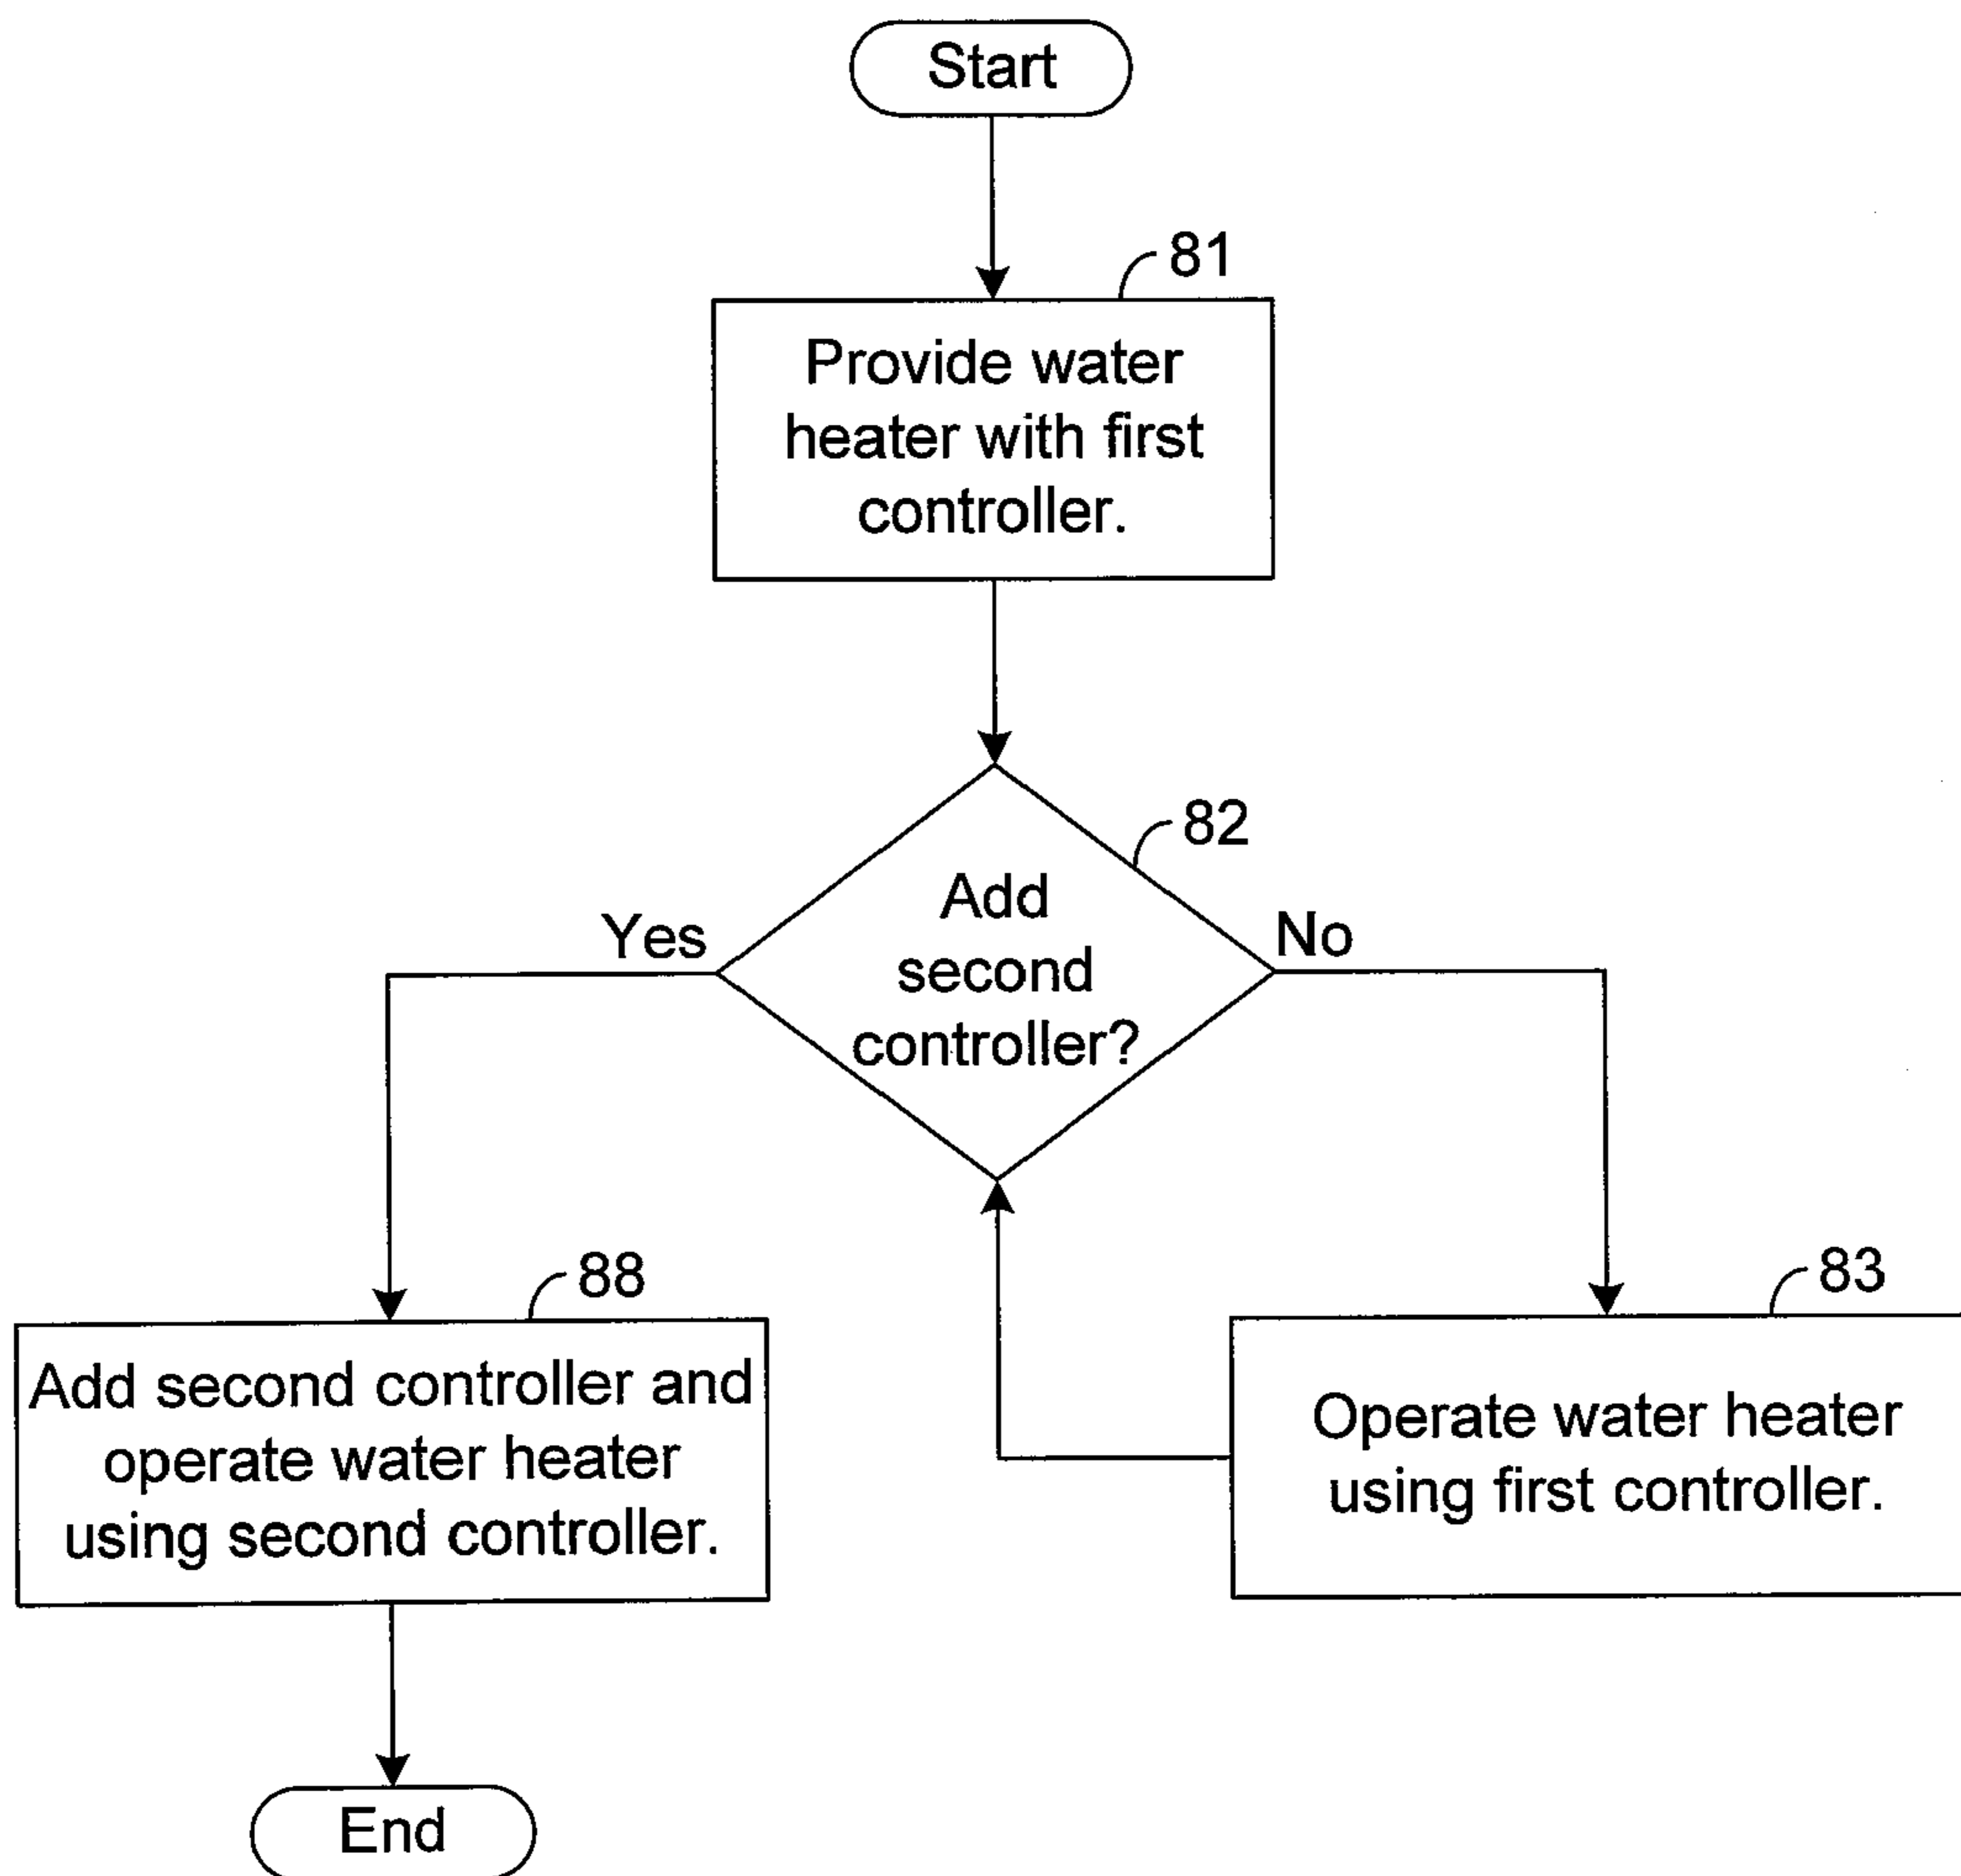 Start
81
Provide water
heater with first
controller.
82
Add
second
controller?
Yes
No
88
Add second controller and
operate water heater
using second controller.
83
Operate water heater
using first controller.
End